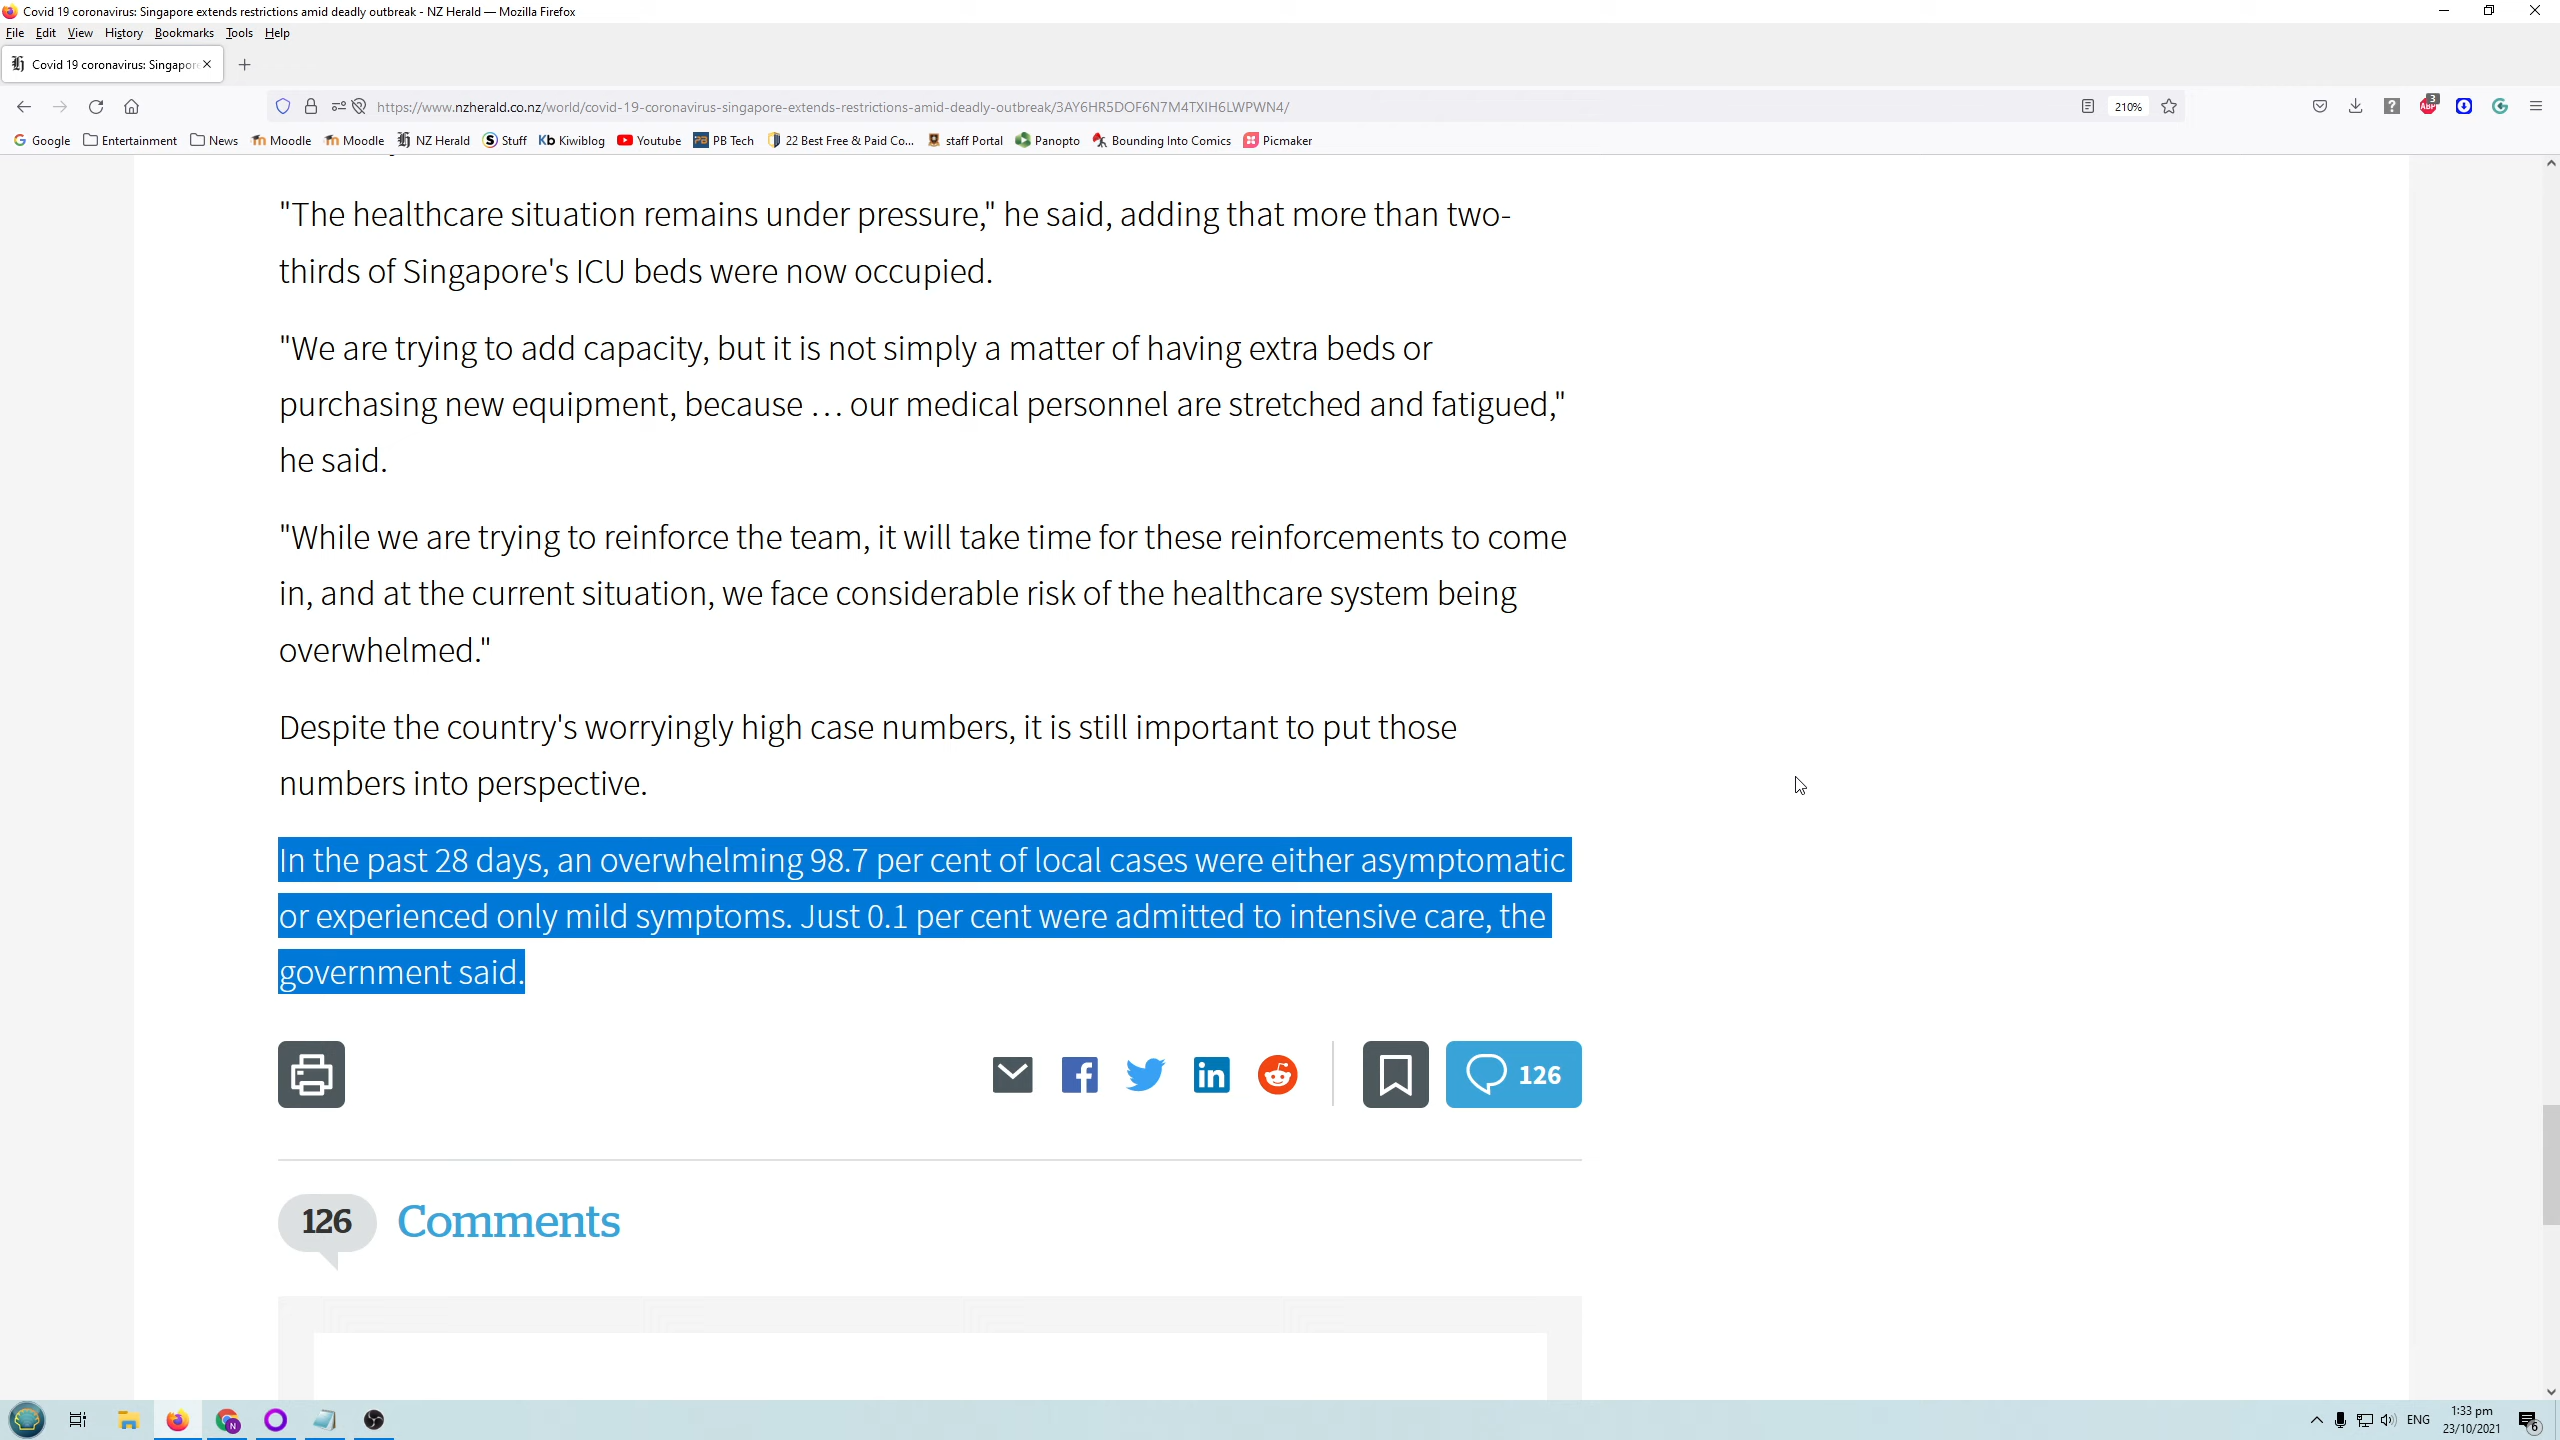 Covid 19 coronavirus: Singapore extends restrictions amid deadly outbreak - NZ Herald — Mozilla Firefox
File Edit View History Bookmarks Tools Help
Covid 19 coronavirus: Singapor
https://www.nzherald.co.nz/world/covid-19-coronavirus-singapore-extends-restrictions-amid-deadly-outbreak/3AY6HR5DOF6N7M4TXIH6LWPWN4/ 210% ABP 3
Google Entertainment News Moodle Moodle NZ Herald Stuff Kb Kiwiblog Youtube PB Tech 22 Best Free & Paid Co... staff Portal Panopto Bounding Into Comics Picmaker
"The healthcare situation remains under pressure," he said, adding that more than two-
thirds of Singapore's ICU beds were now occupied.
"We are trying to add capacity, but it is not simply a matter of having extra beds or
purchasing new equipment, because … our medical personnel are stretched and fatigued,"
he said.
"While we are trying to reinforce the team, it will take time for these reinforcements to come
in, and at the current situation, we face considerable risk of the healthcare system being
overwhelmed."
Despite the country's worryingly high case numbers, it is still important to put those
numbers into perspective.
In the past 28 days, an overwhelming 98.7 per cent of local cases were either asymptomatic
or experienced only mild symptoms. Just 0.1 per cent were admitted to intensive care, the
government said.
126
126 Comments
ENG
1:33 pm
23/10/2021
6